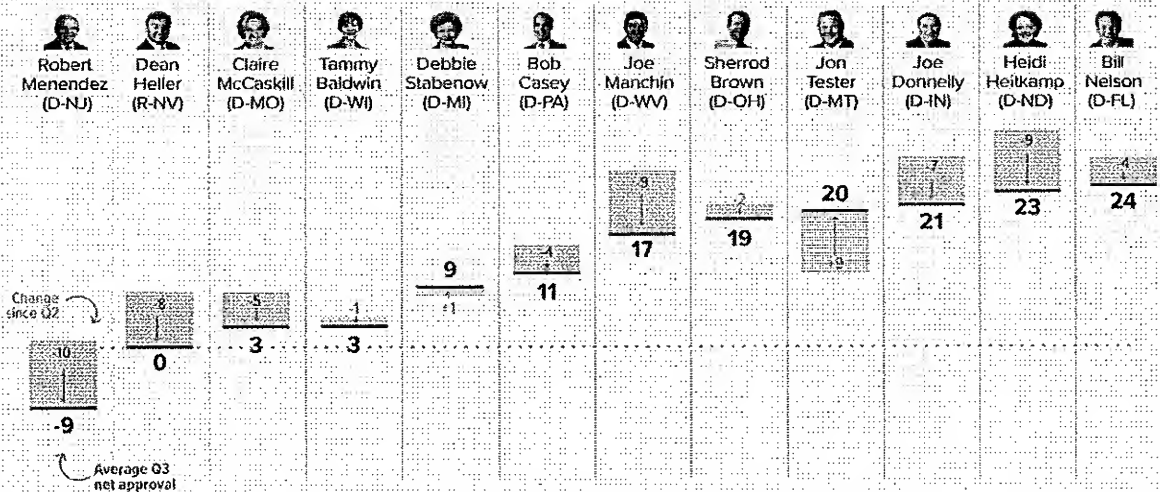 Robert
Menendez
(D-NJ)
Dean
Heller
(R-NV)
Claire
McCaskill
(D-MO)
Tammy
Baldwin
(D-WI)
Debbie
Stabenow
(D-MI)
Bob
Casey
(D-PA)
Joe
Manchin
(D-WV)
Sherrod
Brown
(D-OH)
Jon
Tester
(D-MT)
Joe
Donnelly
(D-IN)
Heidi
Heitkamp
(D-ND)
Bill
Nelson
(D-FL)
Change
since Q2
-10
-9
-8
0
-5
3
-1
3
9
+1
-4
11
-9
17
-2
19
20
+9
-7
21
-9
23
-4
24
Average Q3
net approval